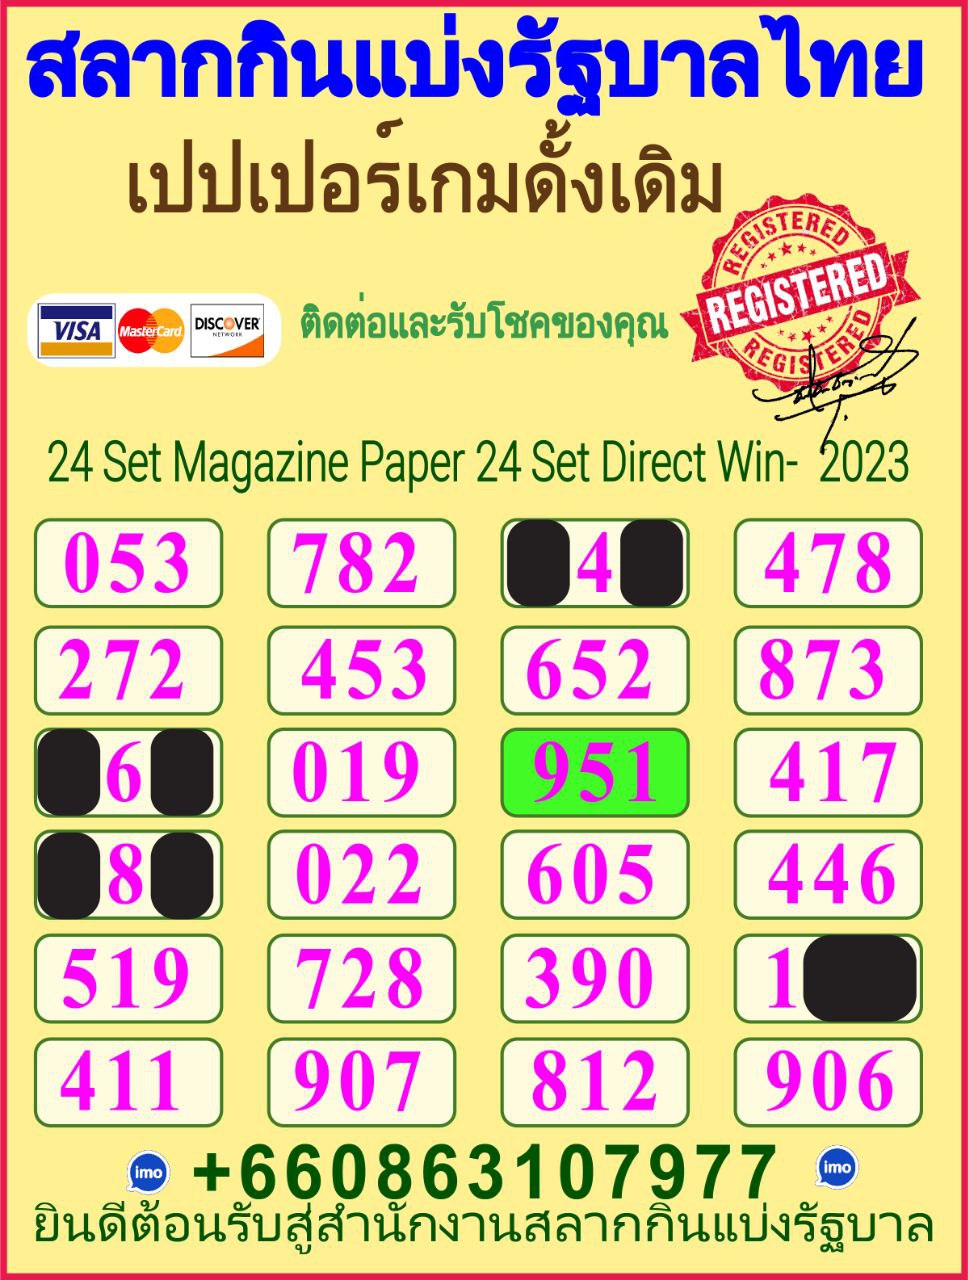 สลากกินแบ่งรัฐบาลไทย
เปปเปอร์เกมดั้งเดิม
REGISTERED
REGISTERED
REGISTERED
VISA MasterCard DISCOVER NETWORK
ติดต่อและรับโชคของคุณ
24 Set Magazine Paper 24 Set Direct Win- 2023
053 782 4 478
272 453 652 873
6 019 951 417
8 022 605 446
519 728 390 1
411 907 812 906
imo +660863107977 imo
ยินดีต้อนรับสู่สำนักงานสลากกินแบ่งรัฐบาล